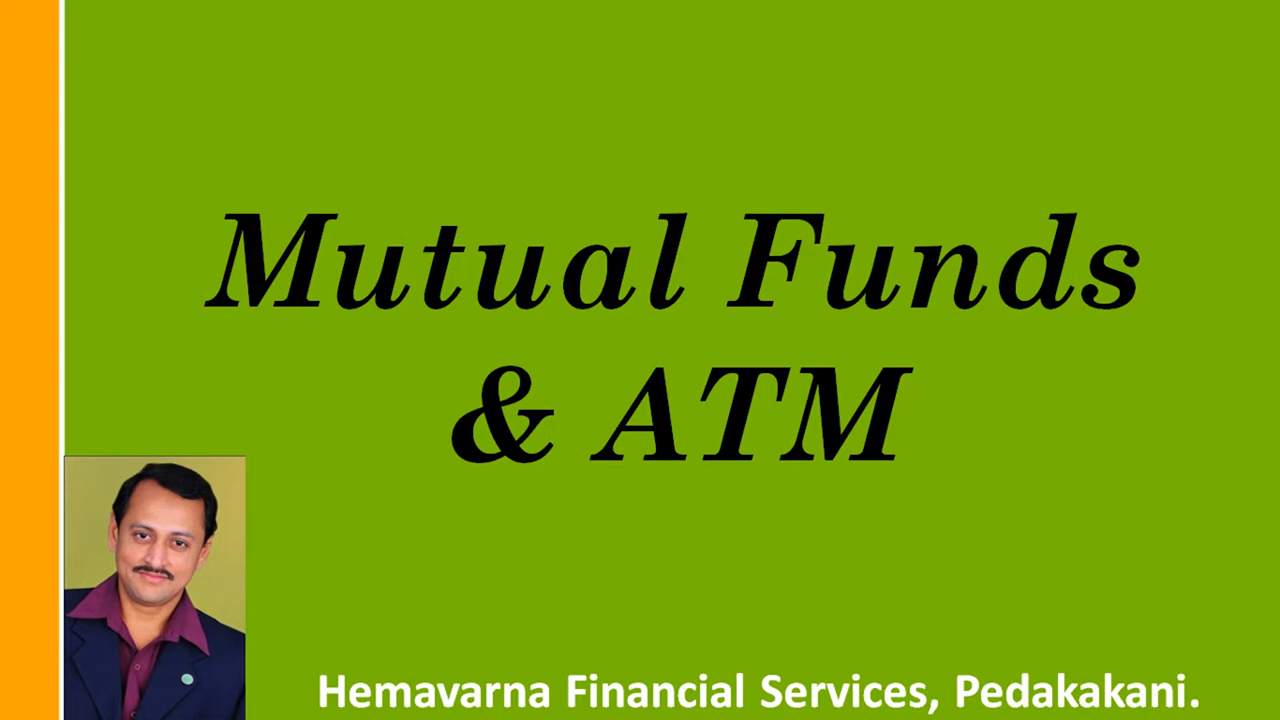 Mutual Funds
& ATM
Hemavarna Financial Services, Pedakakani.